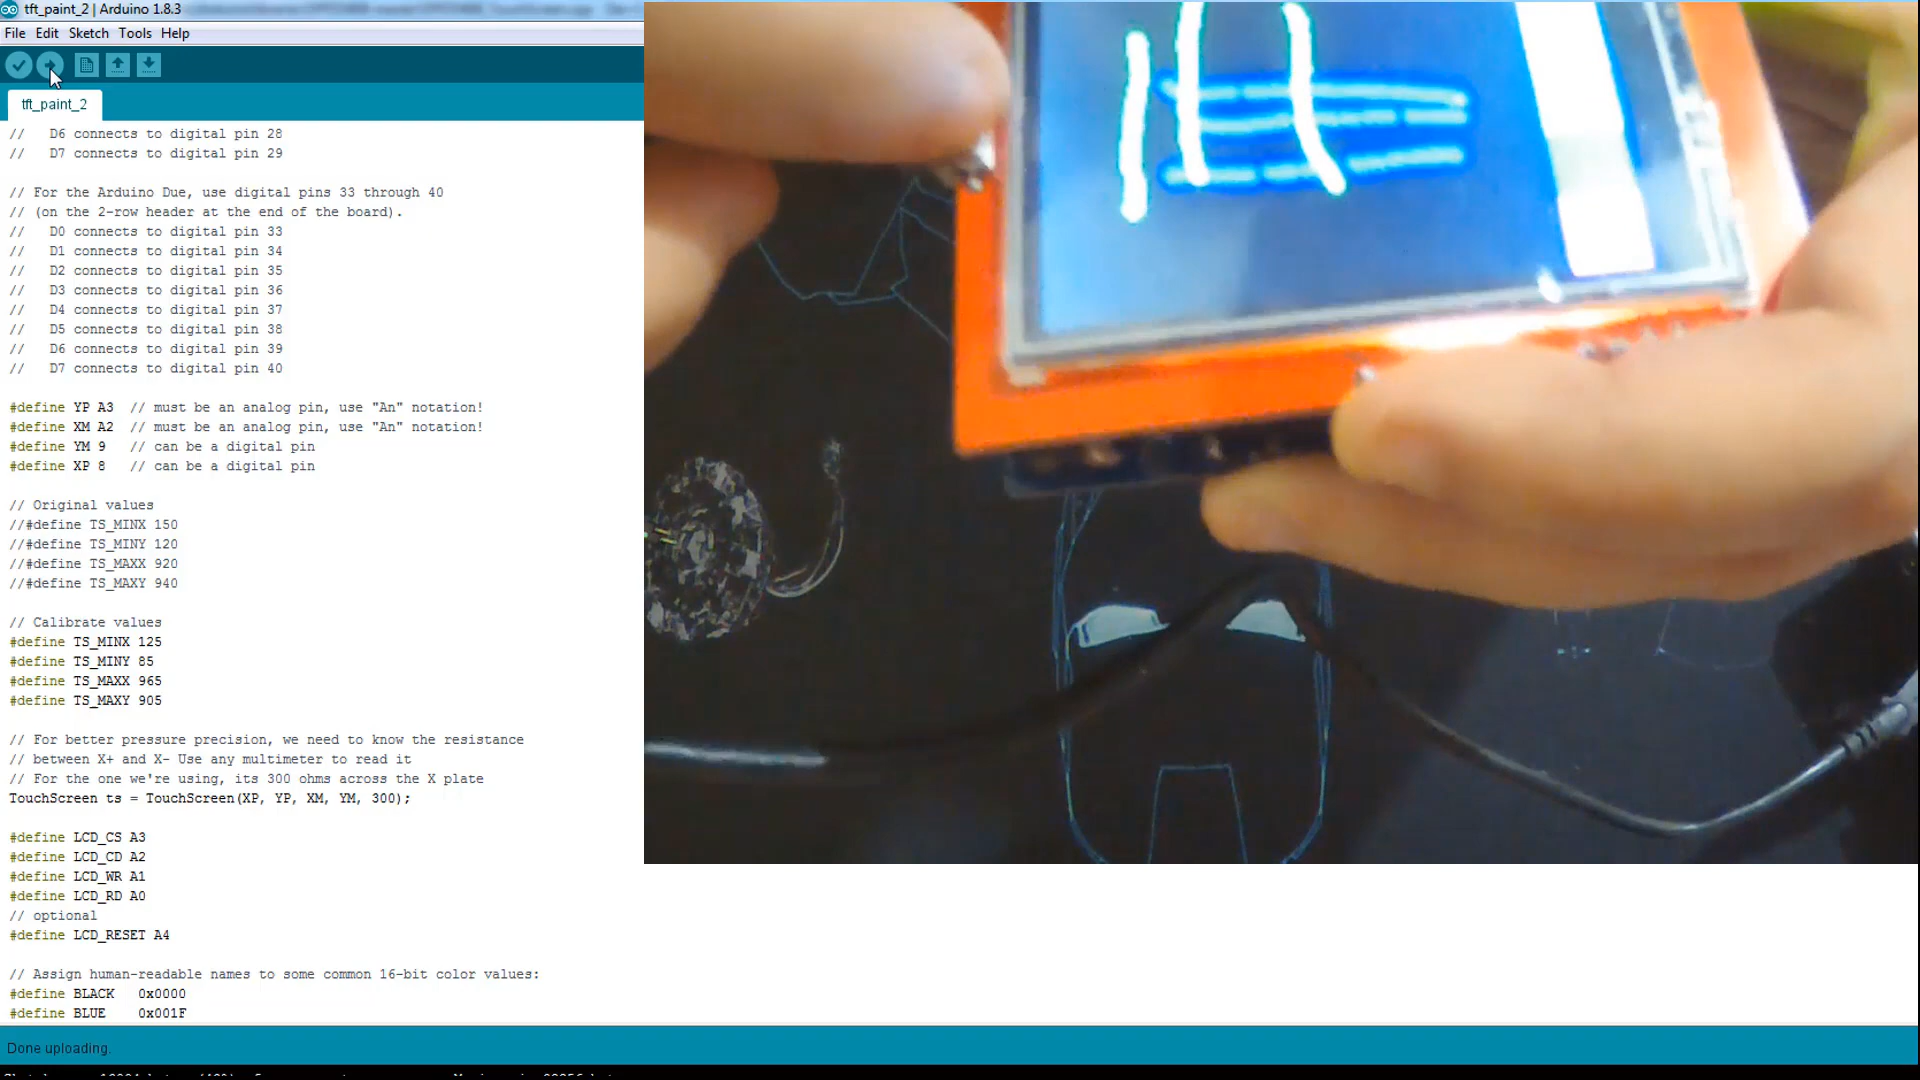 tft_paint_2 | Arduino 1.8.3
File Edit Sketch Tools Help
tft_paint_2
// D6 connects to digital pin 28
// D7 connects to digital pin 29
// For the Arduino Due, use digital pins 33 through 40
// (on the 2-row header at the end of the board).
// D0 connects to digital pin 33
// D1 connects to digital pin 34
// D2 connects to digital pin 35
// D3 connects to digital pin 36
// D4 connects to digital pin 37
// D5 connects to digital pin 38
// D6 connects to digital pin 39
// D7 connects to digital pin 40
#define YP A3 // must be an analog pin, use "An" notation!
#define XM A2 // must be an analog pin, use "An" notation!
#define YM 9 // can be a digital pin
#define XP 8 // can be a digital pin
// Original values
//#define TS_MINX 150
//#define TS_MINY 120
//#define TS_MAXX 920
//#define TS_MAXY 940
// Calibrate values
#define TS_MINX 125
#define TS_MINY 85
#define TS_MAXX 965
#define TS_MAXY 905
// For better pressure precision, we need to know the resistance
// between X+ and X- Use any multimeter to read it
// For the one we're using, its 300 ohms across the X plate
TouchScreen ts = TouchScreen(XP, YP, XM, YM, 300);
#define LCD_CS A3
#define LCD_CD A2
#define LCD_WR A1
#define LCD_RD A0
// optional
#define LCD_RESET A4
// Assign human-readable names to some common 16-bit color values:
#define BLACK 0x0000
#define BLUE 0x001F
Done uploading.